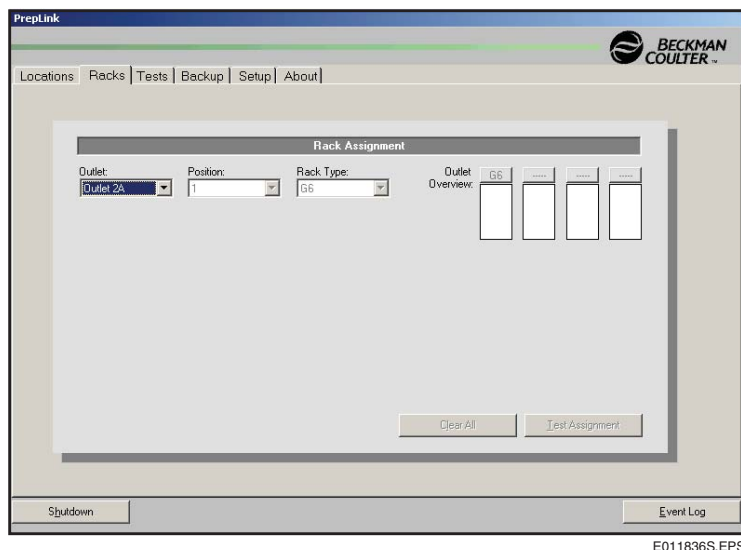 PrepLink
BECKMAN
COULTER™
Locations Racks Tests Backup Setup About
Rack Assignment
Outlet: Position: Rack Type: Outlet Overview:
Outlet 2A 1 G6 G6 ----- ----- -----
Clear All Test Assignment
Shutdown Event Log
E011836S.EPS